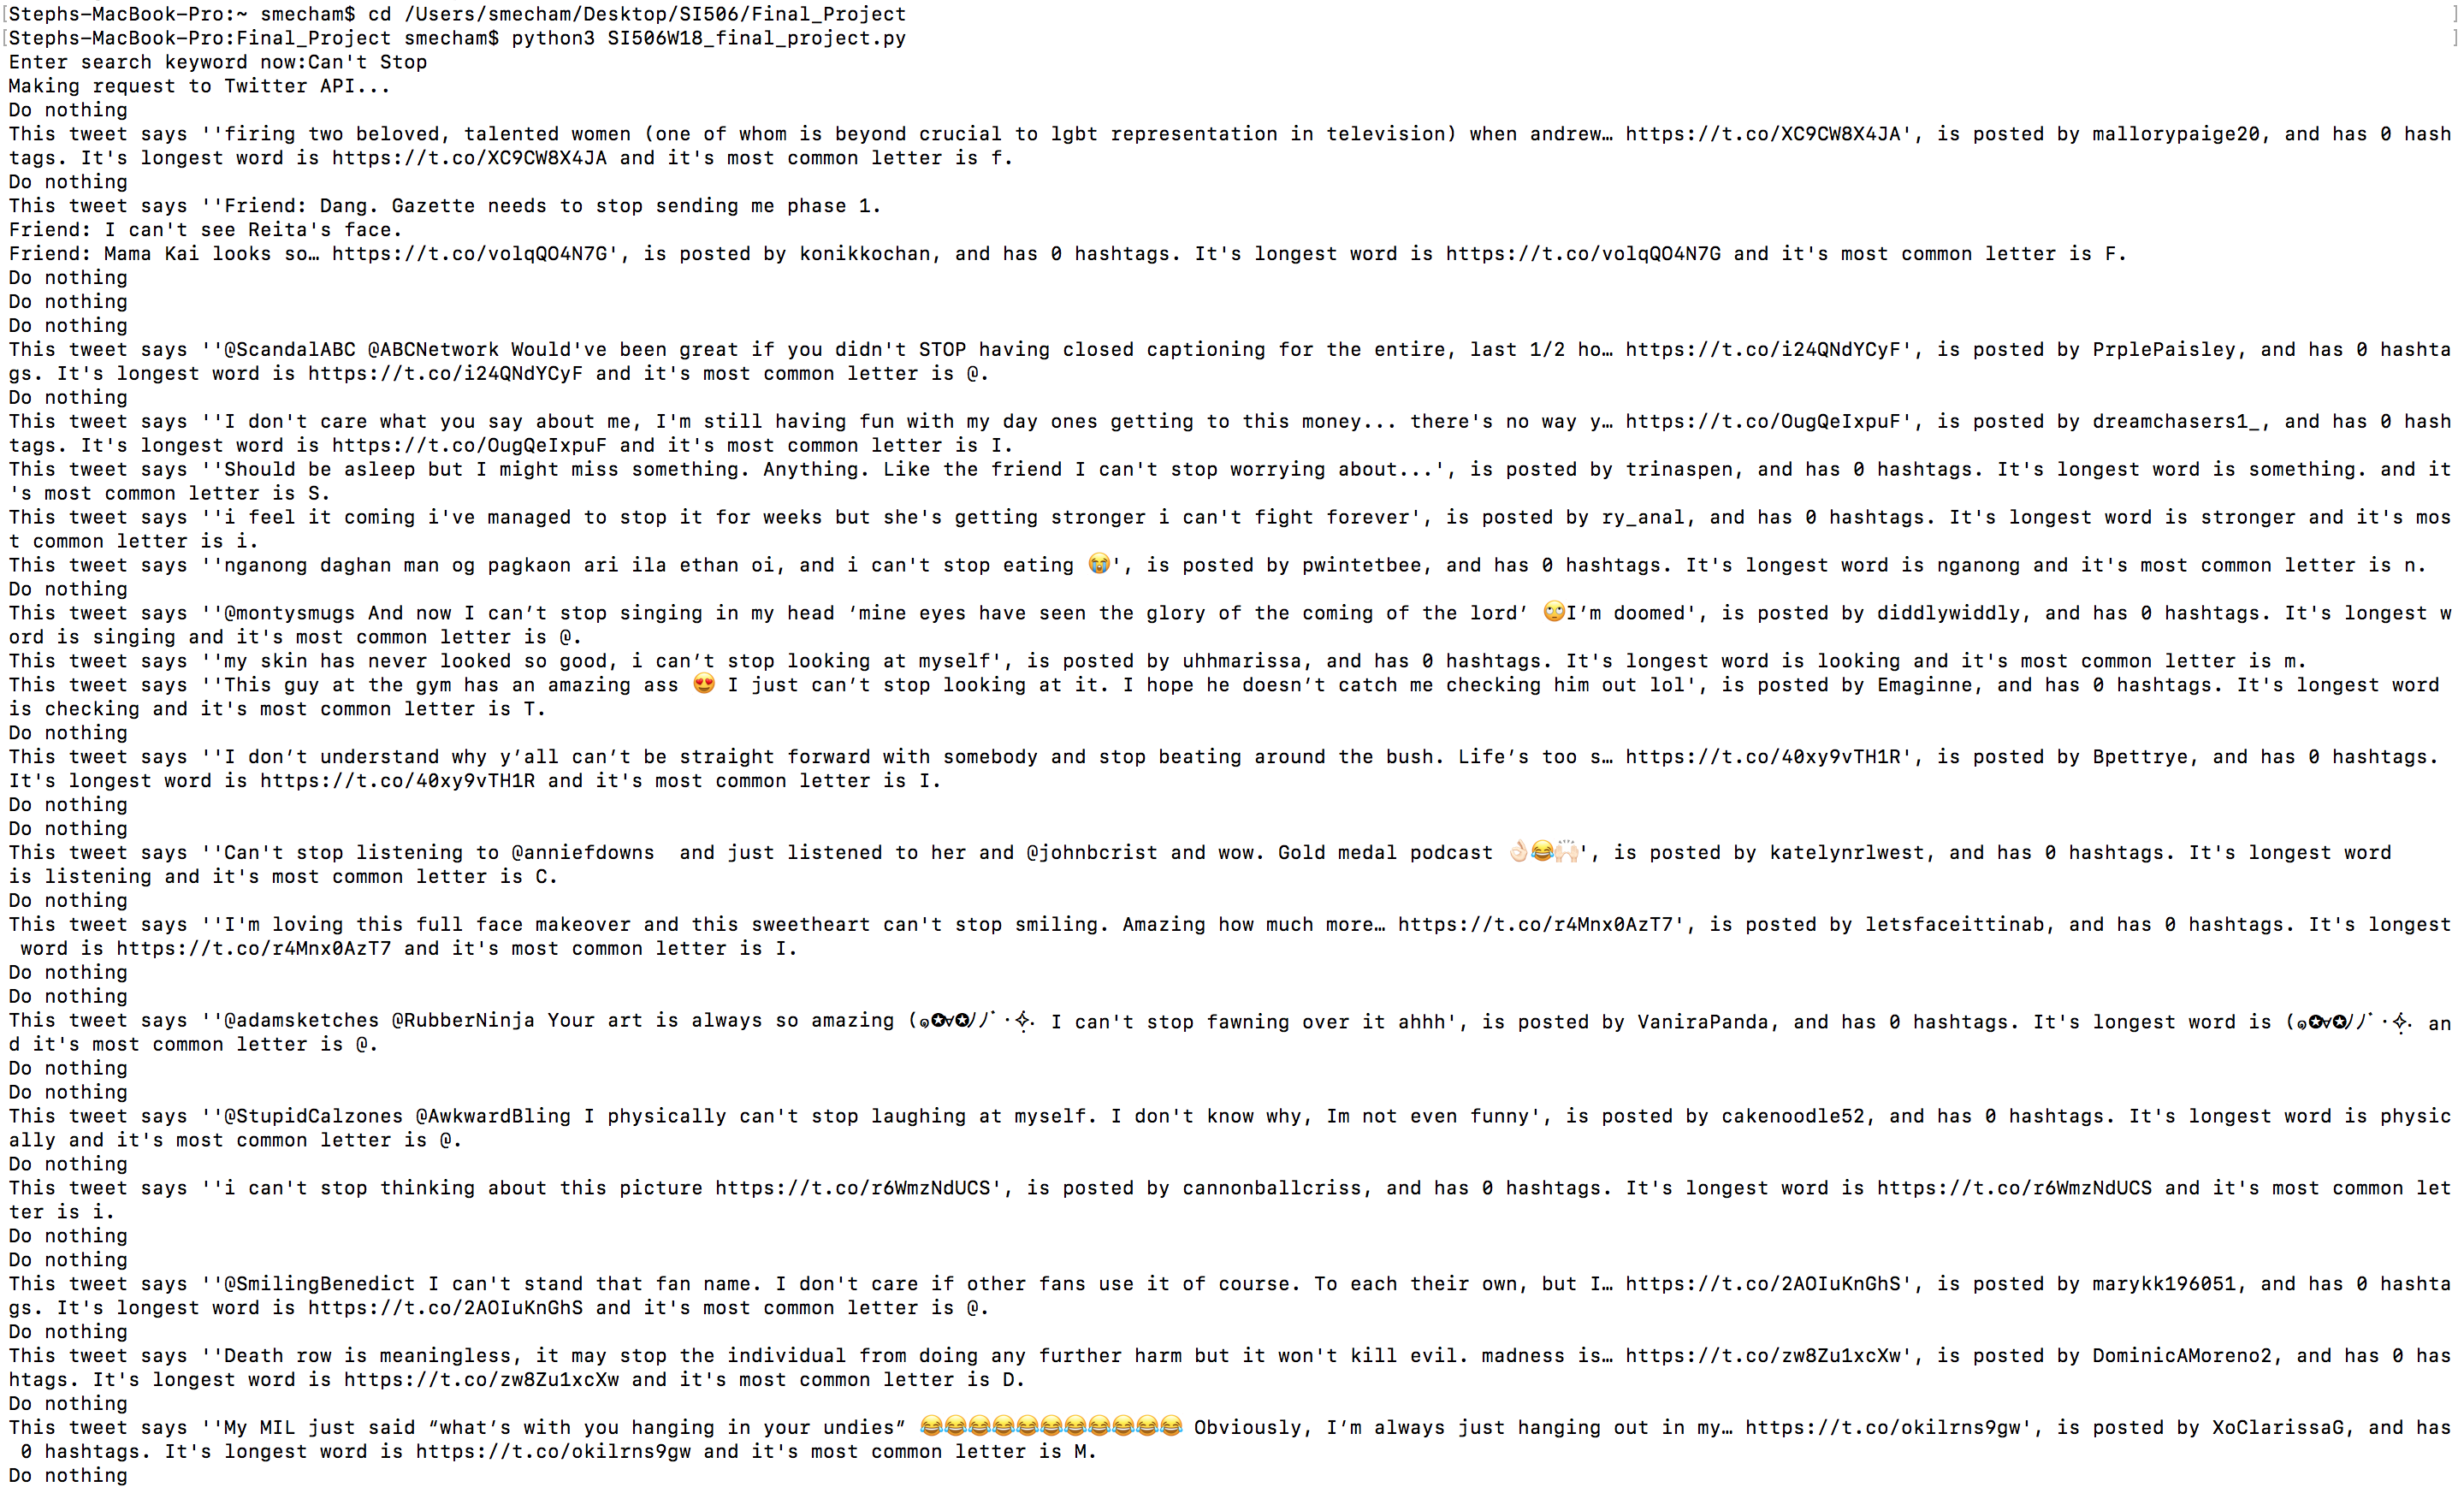 [Stephs-MacBook-Pro:~ smecham$ cd /Users/smecham/Desktop/SI506/Final_Project ]
[Stephs-MacBook-Pro:Final_Project smecham$ python3 SI506W18_final_project.py ]
Enter search keyword now:Can't Stop
Making request to Twitter API...
Do nothing
This tweet says ''firing two beloved, talented women (one of whom is beyond crucial to lgbt representation in television) when andrew… https://t.co/XC9CW8X4JA', is posted by mallorypaige20, and has 0 hash
tags. It's longest word is https://t.co/XC9CW8X4JA and it's most common letter is f.
Do nothing
This tweet says ''Friend: Dang. Gazette needs to stop sending me phase 1.
Friend: I can't see Reita's face.
Friend: Mama Kai looks so… https://t.co/volqQO4N7G', is posted by konikkochan, and has 0 hashtags. It's longest word is https://t.co/volqQO4N7G and it's most common letter is F.
Do nothing
Do nothing
Do nothing
This tweet says ''@ScandalABC @ABCNetwork Would've been great if you didn't STOP having closed captioning for the entire, last 1/2 ho… https://t.co/i24QNdYCyF', is posted by PrplePaisley, and has 0 hashta
gs. It's longest word is https://t.co/i24QNdYCyF and it's most common letter is @.
Do nothing
This tweet says ''I don't care what you say about me, I'm still having fun with my day ones getting to this money... there's no way y… https://t.co/OugQeIxpuF', is posted by dreamchasers1_, and has 0 hash
tags. It's longest word is https://t.co/OugQeIxpuF and it's most common letter is I.
This tweet says ''Should be asleep but I might miss something. Anything. Like the friend I can't stop worrying about...', is posted by trinaspen, and has 0 hashtags. It's longest word is something. and it
's most common letter is S.
This tweet says ''i feel it coming i've managed to stop it for weeks but she's getting stronger i can't fight forever', is posted by ry_anal, and has 0 hashtags. It's longest word is stronger and it's mos
t common letter is i.
This tweet says ''nganong daghan man og pagkaon ari ila ethan oi, and i can't stop eating 😭', is posted by pwintetbee, and has 0 hashtags. It's longest word is nganong and it's most common letter is n.
Do nothing
This tweet says ''@montysmugs And now I can’t stop singing in my head ‘mine eyes have seen the glory of the coming of the lord’ 🙄I’m doomed', is posted by diddlywiddly, and has 0 hashtags. It's longest w
ord is singing and it's most common letter is @.
This tweet says ''my skin has never looked so good, i can’t stop looking at myself', is posted by uhhmarissa, and has 0 hashtags. It's longest word is looking and it's most common letter is m.
This tweet says ''This guy at the gym has an amazing ass 😍 I just can’t stop looking at it. I hope he doesn’t catch me checking him out lol', is posted by Emaginne, and has 0 hashtags. It's longest word
is checking and it's most common letter is T.
Do nothing
This tweet says ''I don’t understand why y’all can’t be straight forward with somebody and stop beating around the bush. Life’s too s… https://t.co/40xy9vTH1R', is posted by Bpettrye, and has 0 hashtags.
It's longest word is https://t.co/40xy9vTH1R and it's most common letter is I.
Do nothing
Do nothing
This tweet says ''Can't stop listening to @anniefdowns  and just listened to her and @johnbcrist and wow. Gold medal podcast 👌🏻😂🙌🏻', is posted by katelynrlwest, and has 0 hashtags. It's longest word
is listening and it's most common letter is C.
Do nothing
This tweet says ''I'm loving this full face makeover and this sweetheart can't stop smiling. Amazing how much more… https://t.co/r4Mnx0AzT7', is posted by letsfaceittinab, and has 0 hashtags. It's longest
 word is https://t.co/r4Mnx0AzT7 and it's most common letter is I.
Do nothing
Do nothing
This tweet says ''@adamsketches @RubberNinja Your art is always so amazing (๑✪∀✪)ﾉﾉﾞ･✧ I can't stop fawning over it ahhh', is posted by VaniraPanda, and has 0 hashtags. It's longest word is (๑✪∀✪)ﾉﾉﾞ･✧ an
d it's most common letter is @.
Do nothing
Do nothing
This tweet says ''@StupidCalzones @AwkwardBling I physically can't stop laughing at myself. I don't know why, Im not even funny', is posted by cakenoodle52, and has 0 hashtags. It's longest word is physic
ally and it's most common letter is @.
Do nothing
This tweet says ''i can't stop thinking about this picture https://t.co/r6WmzNdUCS', is posted by cannonballcriss, and has 0 hashtags. It's longest word is https://t.co/r6WmzNdUCS and it's most common let
ter is i.
Do nothing
Do nothing
This tweet says ''@SmilingBenedict I can't stand that fan name. I don't care if other fans use it of course. To each their own, but I… https://t.co/2AOIuKnGhS', is posted by marykk196051, and has 0 hashta
gs. It's longest word is https://t.co/2AOIuKnGhS and it's most common letter is @.
Do nothing
This tweet says ''Death row is meaningless, it may stop the individual from doing any further harm but it won't kill evil. madness is… https://t.co/zw8Zu1xcXw', is posted by DominicAMoreno2, and has 0 has
htags. It's longest word is https://t.co/zw8Zu1xcXw and it's most common letter is D.
Do nothing
This tweet says ''My MIL just said “what’s with you hanging in your undies” 😂😂😂😂😂😂😂😂😂😂😂 Obviously, I’m always just hanging out in my… https://t.co/okilrns9gw', is posted by XoClarissaG, and has
 0 hashtags. It's longest word is https://t.co/okilrns9gw and it's most common letter is M.
Do nothing